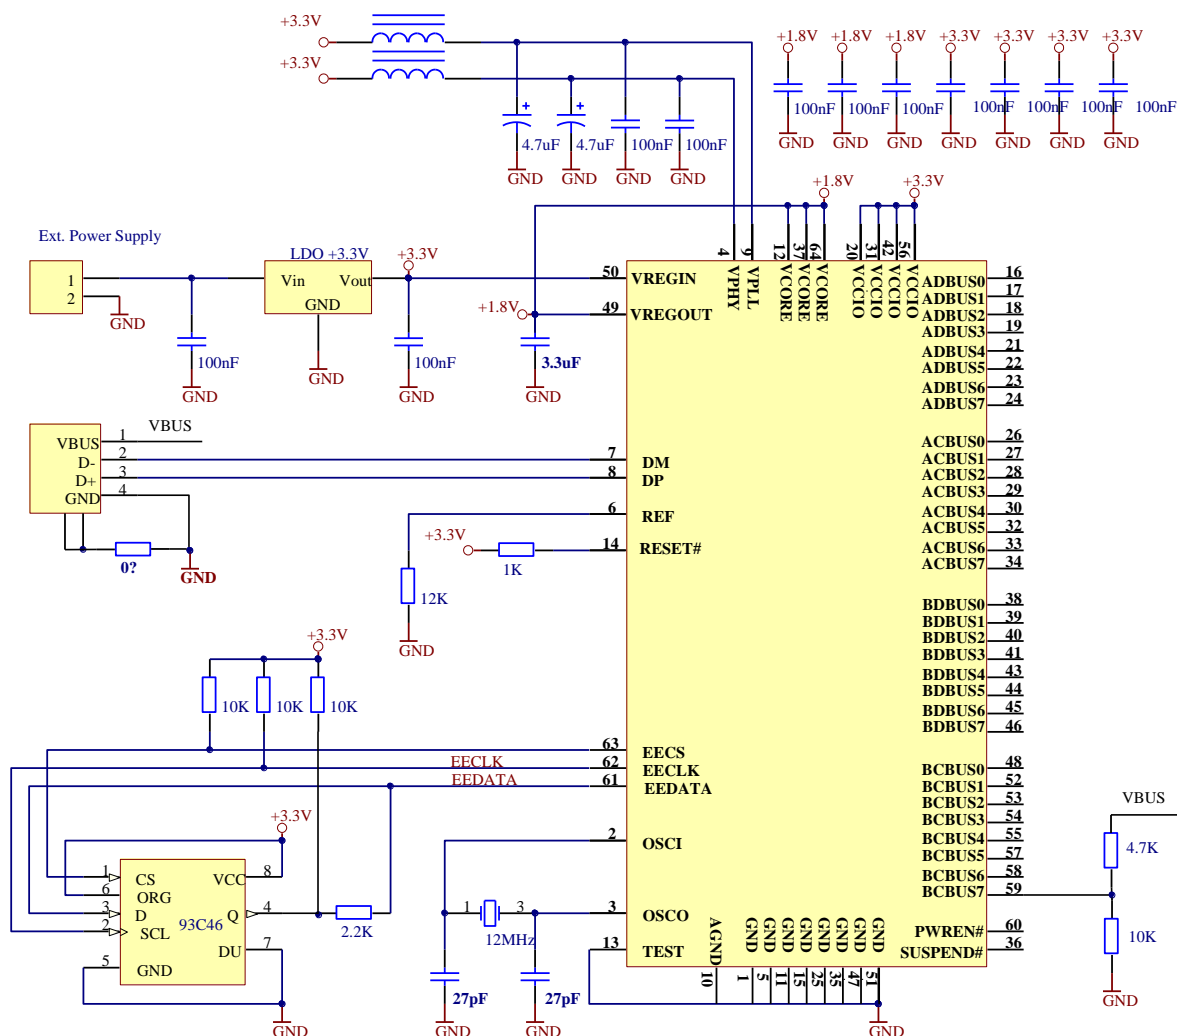 +3.3V
+3.3V
+
4.7uF
+
4.7uF
100nF
100nF
GND
GND
GND
GND
+1.8V
+1.8V
+1.8V
+3.3V
+3.3V
+3.3V
+3.3V
100nF
100nF
100nF
100nF
100nF
100nF
100nF
GND
GND
GND
GND
GND
GND
GND
+1.8V
+3.3V
Ext. Power Supply
1
2
GND
100nF
GND
LDO +3.3V
Vin
Vout
GND
GND
+3.3V
100nF
GND
+1.8V
3.3uF
GND
50
VREGIN
49
VREGOUT
4
VPHY
9
VPLL
12
VCORE
37
VCORE
64
VCORE
20
VCCIO
31
VCCIO
42
VCCIO
56
VCCIO
ADBUS0
16
ADBUS1
17
ADBUS2
18
ADBUS3
19
ADBUS4
21
ADBUS5
22
ADBUS6
23
ADBUS7
24
ACBUS0
26
ACBUS1
27
ACBUS2
28
ACBUS3
29
ACBUS4
30
ACBUS5
32
ACBUS6
33
ACBUS7
34
BDBUS0
38
BDBUS1
39
BDBUS2
40
BDBUS3
41
BDBUS4
43
BDBUS5
44
BDBUS6
45
BDBUS7
46
BCBUS0
48
BCBUS1
52
BCBUS2
53
BCBUS3
54
BCBUS4
55
BCBUS5
57
BCBUS6
58
BCBUS7
59
PWREN#
60
SUSPEND#
36
VBUS
1
VBUS
D-
2
D+
3
GND
4
0?
GND
7
DM
8
DP
6
REF
+3.3V
1K
14
RESET#
12K
GND
+3.3V
10K
10K
10K
63
EECS
EECLK
62
EECLK
EEDATA
61
EEDATA
+3.3V
1
CS
6
ORG
3
D
2
SCL
5
GND
93C46
VCC
8
Q
4
DU
7
2.2K
GND
2
OSCI
1
3
12MHz
3
OSCO
13
TEST
27pF
27pF
GND
GND
AGND
10
GND
1
GND
5
GND
11
GND
15
GND
25
GND
35
GND
47
GND
51
GND
VBUS
4.7K
10K
GND